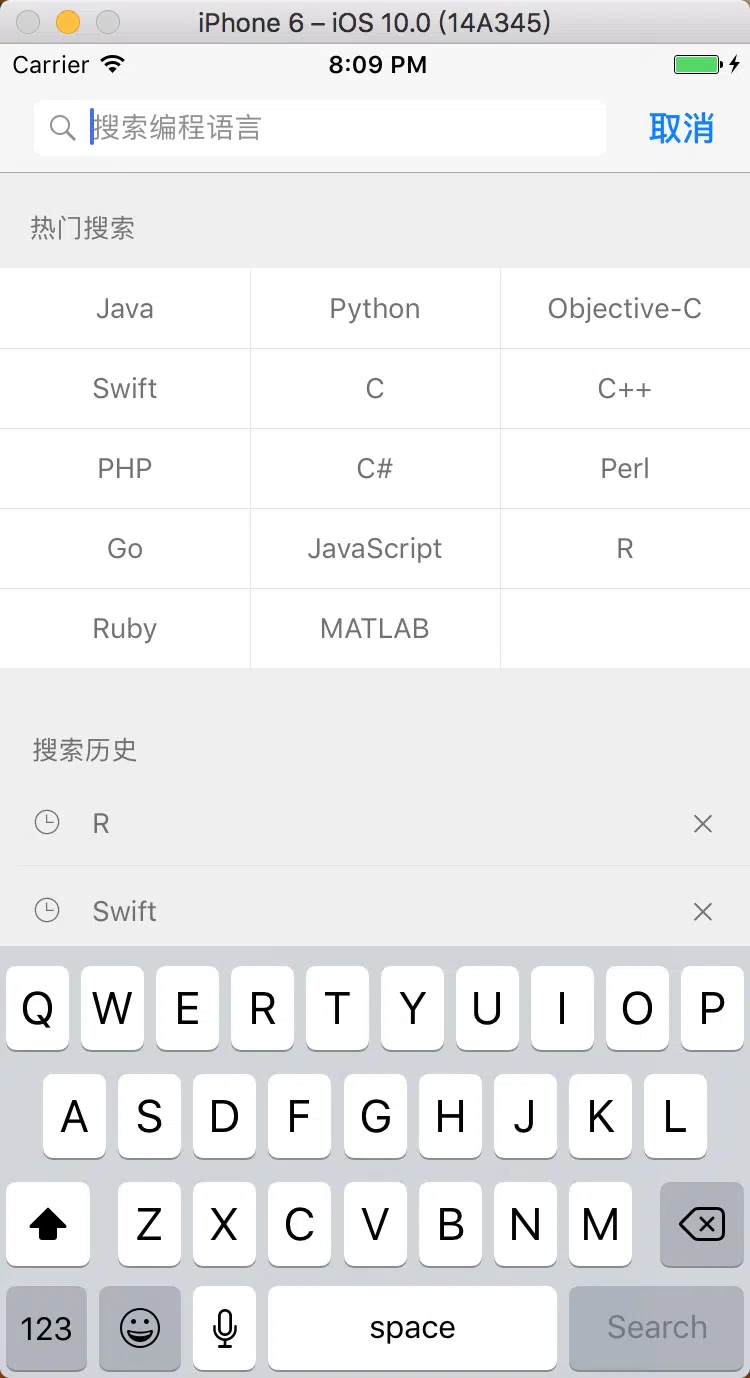 iPhone 6 – iOS 10.0 (14A345)
Carrier 8:09 PM
搜索编程语言 取消
热门搜索
Java Python Objective-C
Swift C C++
PHP C# Perl
Go JavaScript R
Ruby MATLAB
搜索历史
R
Swift
Q W E R T Y U I O P
A S D F G H J K L
Z X C V B N M
123 space Search